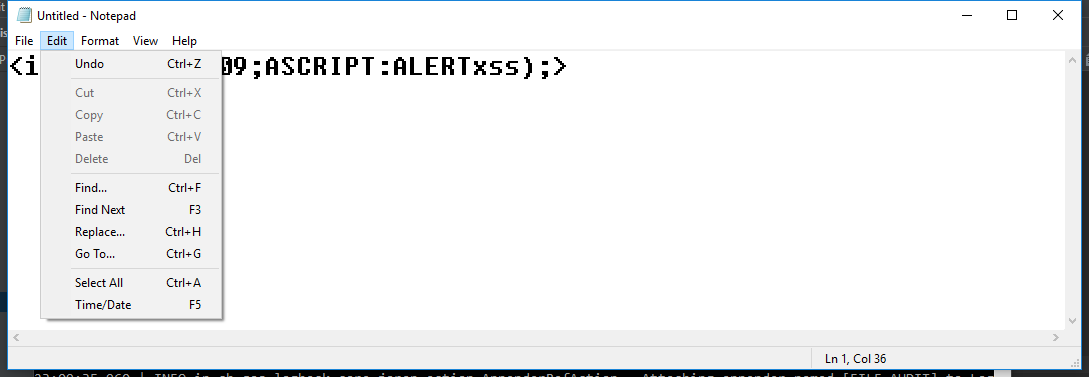 Untitled - Notepad
File Edit Format View Help
<i 09;ASCRIPT:ALERTxss);>
Undo Ctrl+Z
Cut Ctrl+X
Copy Ctrl+C
Paste Ctrl+V
Delete Del
Find... Ctrl+F
Find Next F3
Replace... Ctrl+H
Go To... Ctrl+G
Select All Ctrl+A
Time/Date F5
Ln 1, Col 36